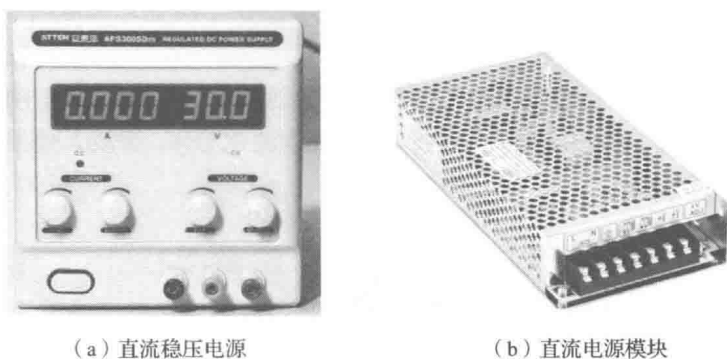 ATTEN 安泰信 APS3005Dm REGULATED DC POWER SUPPLY
0.000 30.0
A V
CURRENT VOLTAGE
(a)直流稳压电源
(b)直流电源模块